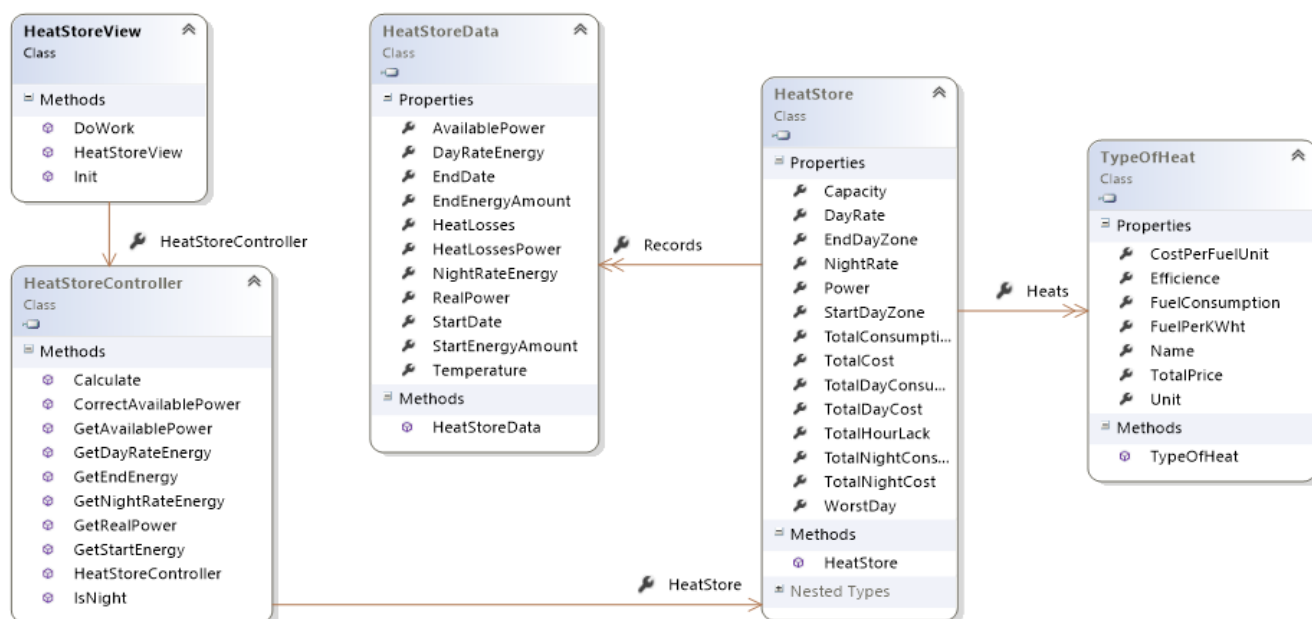 HeatStoreView
Class
Methods
DoWork
HeatStoreView
Init
HeatStoreController
HeatStoreController
Class
Methods
Calculate
CorrectAvailablePower
GetAvailablePower
GetDayRateEnergy
GetEndEnergy
GetNightRateEnergy
GetRealPower
GetStartEnergy
HeatStoreController
IsNight
HeatStoreData
Class
Properties
AvailablePower
DayRateEnergy
EndDate
EndEnergyAmount
HeatLosses
HeatLossesPower
NightRateEnergy
RealPower
StartDate
StartEnergyAmount
Temperature
Methods
HeatStoreData
Records
HeatStore
HeatStore
Class
Properties
Capacity
DayRate
EndDayZone
NightRate
Power
StartDayZone
TotalConsumpti...
TotalCost
TotalDayConsu...
TotalDayCost
TotalHourLack
TotalNightCons...
TotalNightCost
WorstDay
Methods
HeatStore
Nested Types
Heats
TypeOfHeat
Class
Properties
CostPerFuelUnit
Efficience
FuelConsumption
FuelPerKWht
Name
TotalPrice
Unit
Methods
TypeOfHeat